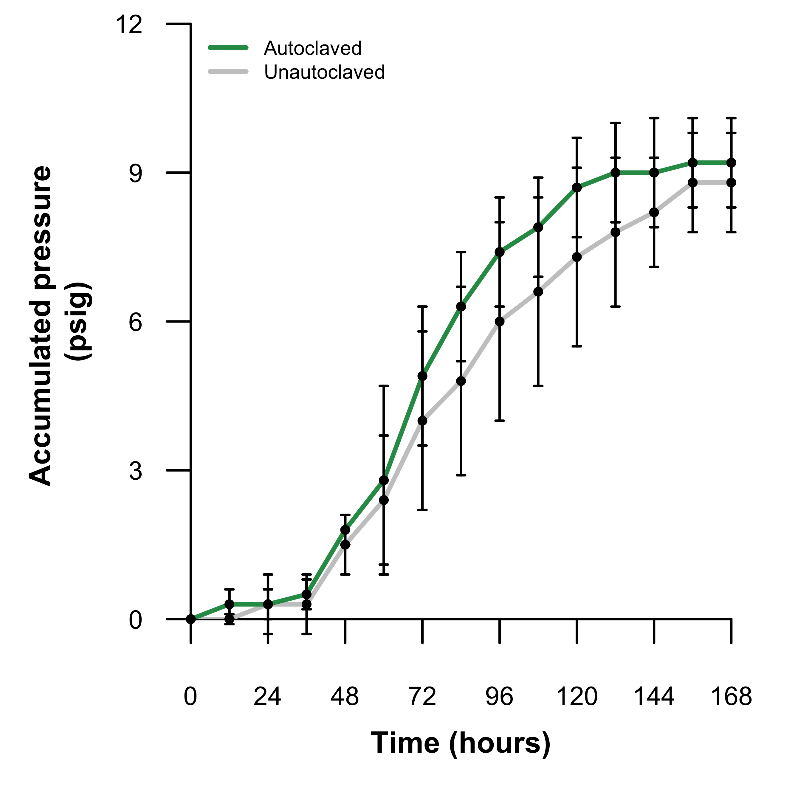 12
Autoclaved
Unautoclaved
9
6
3
0
Accumulated pressure
(psig)
0 24 48 72 96 120 144 168
Time (hours)